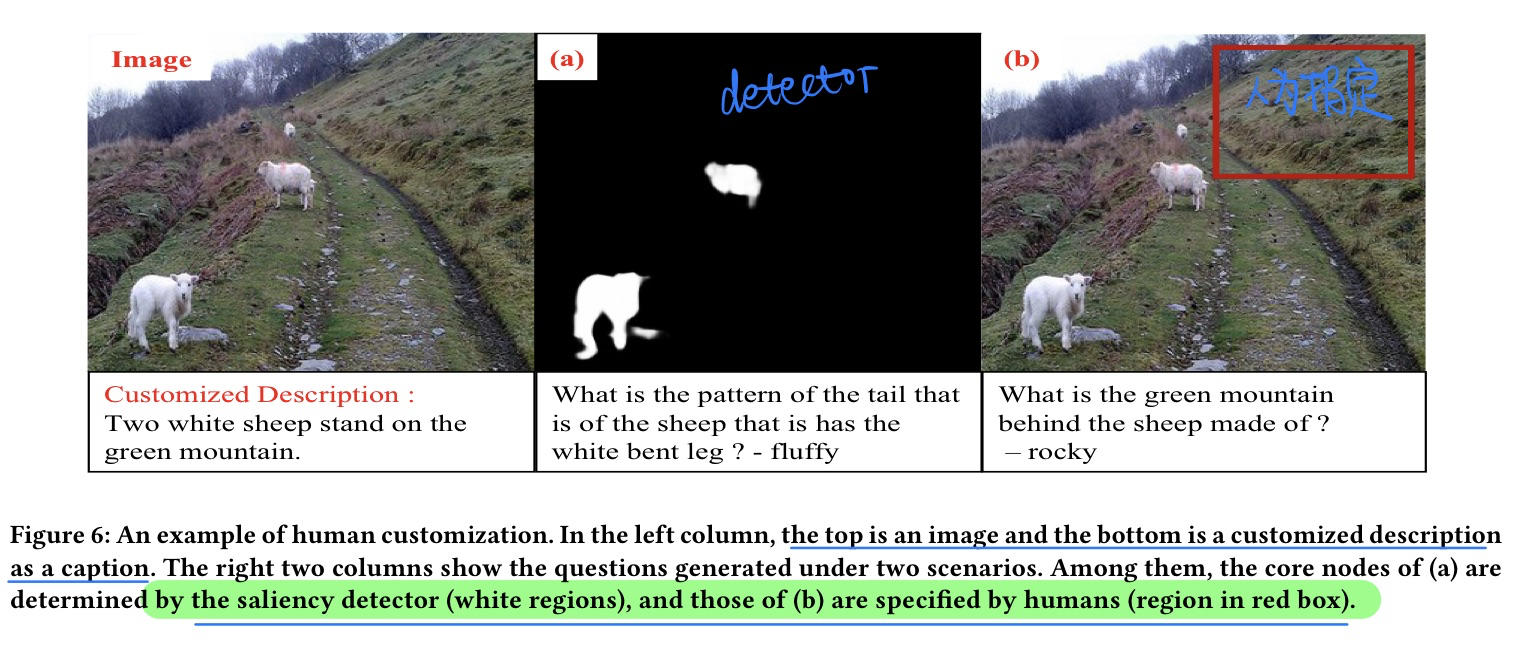 Image
(a)
detector
(b)
人为指定
Customized Description :
Two white sheep stand on the
green mountain.
What is the pattern of the tail that
is of the sheep that is has the
white bent leg ? - fluffy
What is the green mountain
behind the sheep made of ?
– rocky
Figure 6: An example of human customization. In the left column, the top is an image and the bottom is a customized description
as a caption. The right two columns show the questions generated under two scenarios. Among them, the core nodes of (a) are
determined by the saliency detector (white regions), and those of (b) are specified by humans (region in red box).